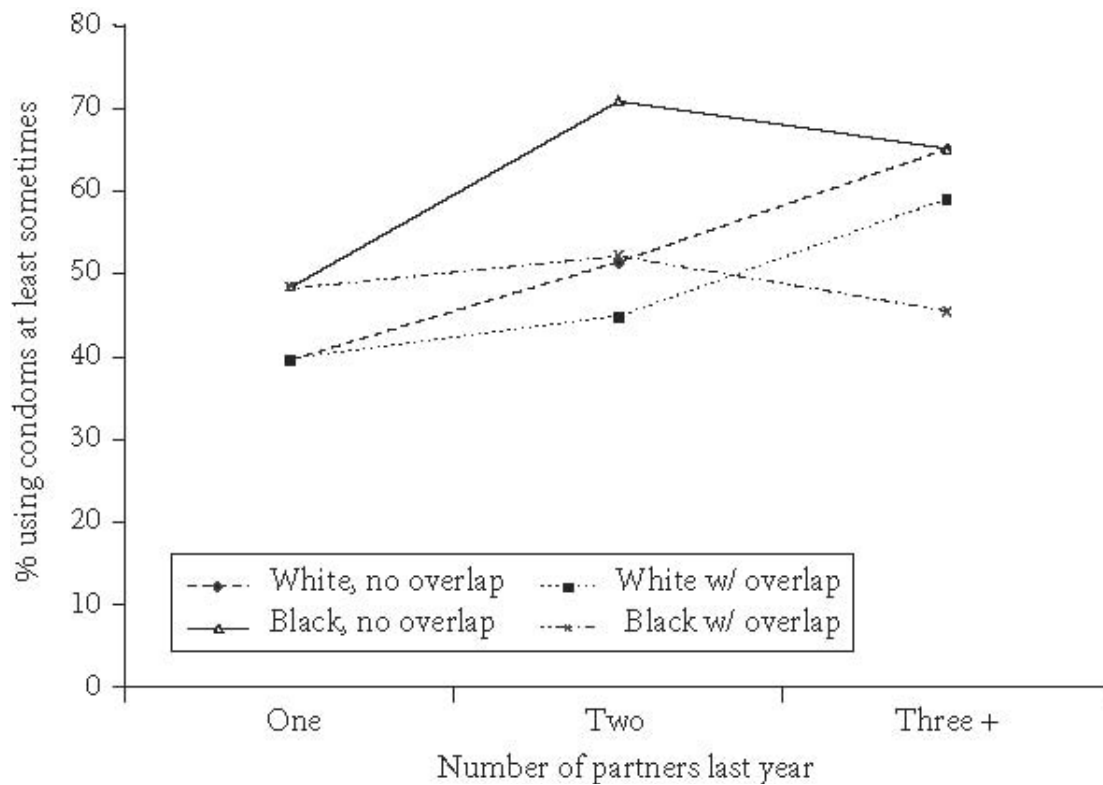 % using condoms at least sometimes
80
70
60
50
40
30
20
10
0
White, no overlap
White w/ overlap
Black, no overlap
Black w/ overlap
One
Two
Three +
Number of partners last year